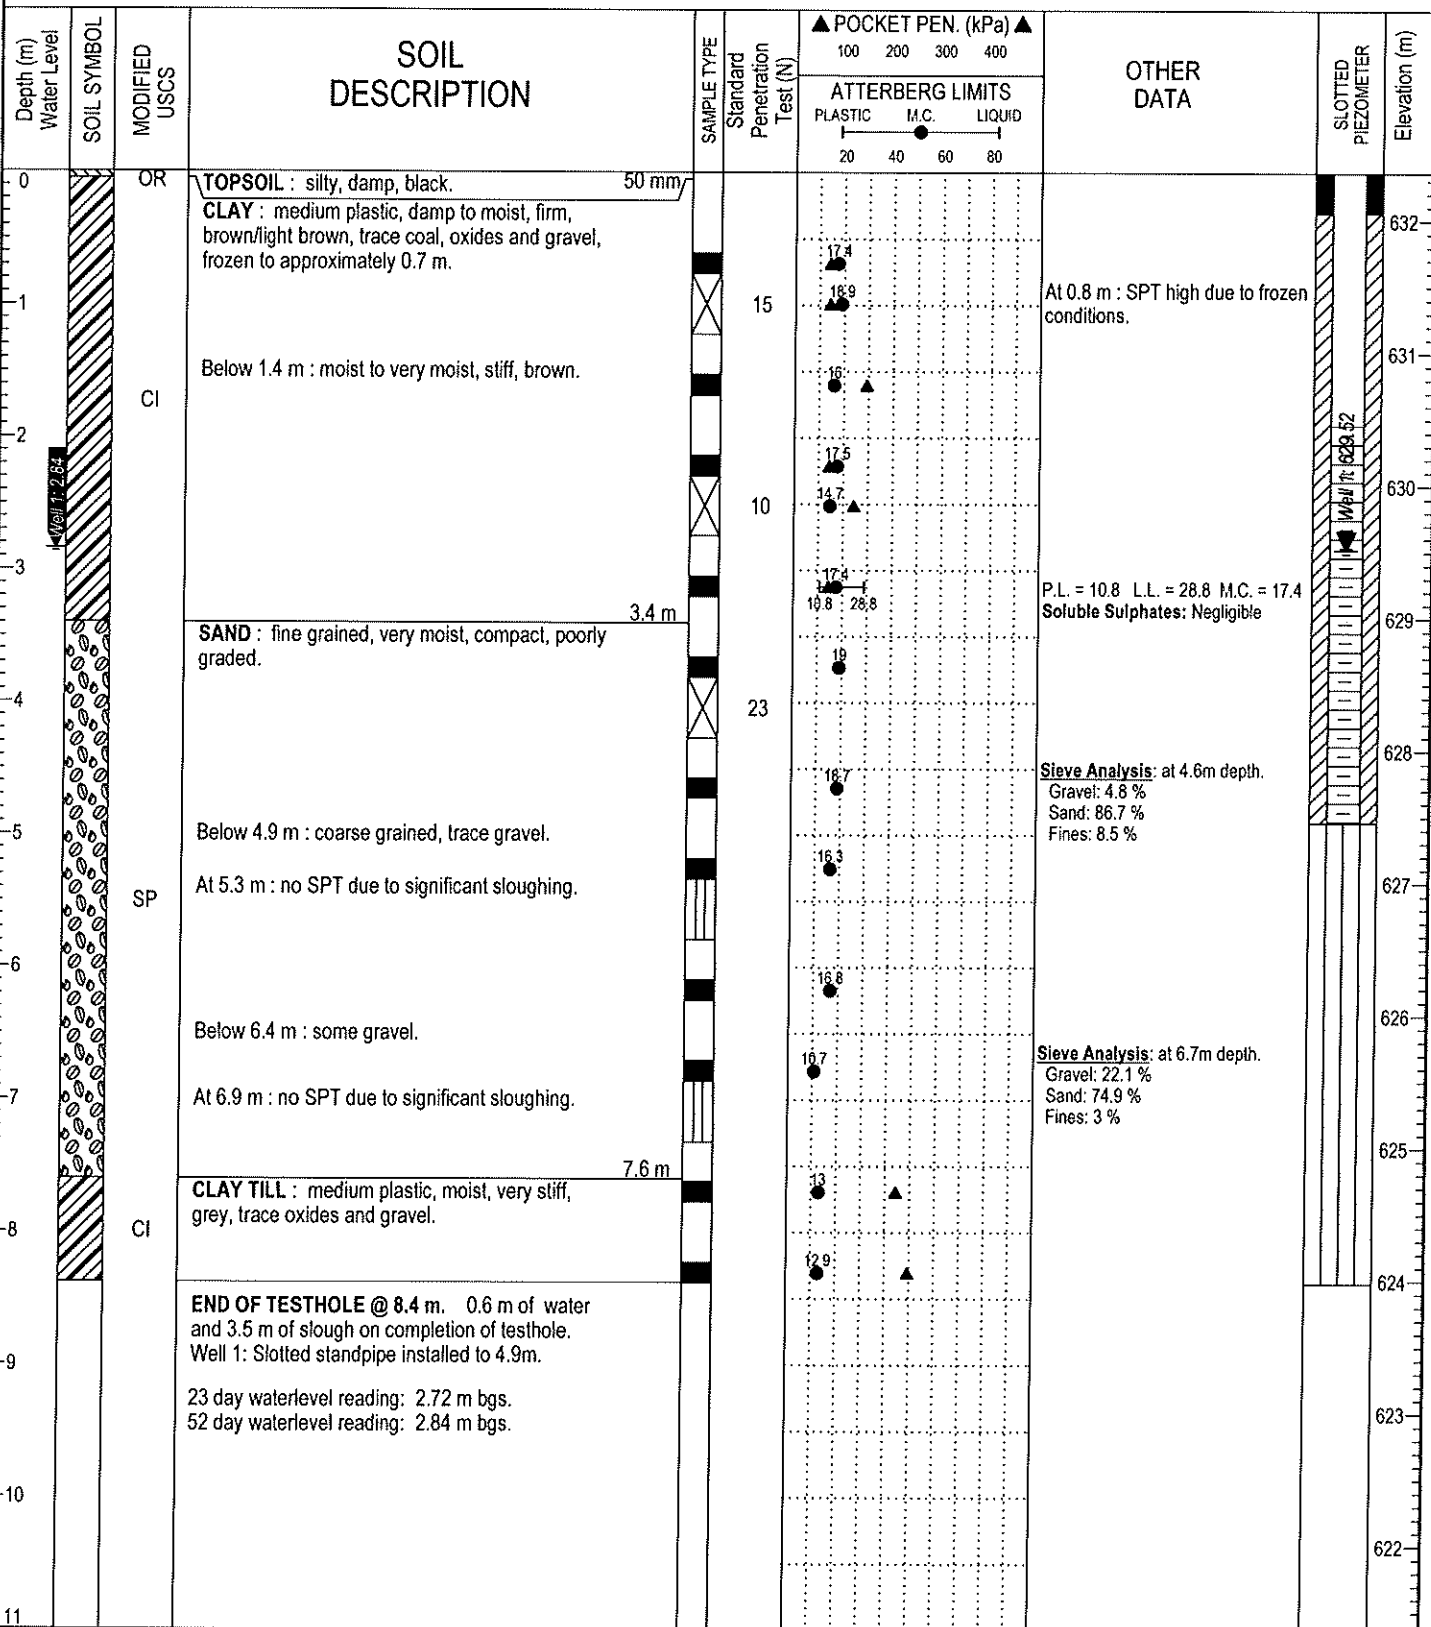 Depth (m)
Water Level
SOIL SYMBOL
MODIFIED
USCS
SOIL
DESCRIPTION
SAMPLE TYPE
Standard
Penetration
Test (N)
▲ POCKET PEN. (kPa) ▲
100 200 300 400
ATTERBERG LIMITS
PLASTIC M.C. LIQUID
20 40 60 80
OTHER
DATA
SLOTTED
PIEZOMETER
Elevation (m)
0
OR
TOPSOIL : silty, damp, black. 50 mm
CLAY : medium plastic, damp to moist, firm,
brown/light brown, trace coal, oxides and gravel,
frozen to approximately 0.7 m.
632
17.4
1
15
18.9
At 0.8 m : SPT high due to frozen
conditions.
631
Below 1.4 m : moist to very moist, stiff, brown.
16
CI
2
Well 1: 2.84
17.5
Well 1: 629.52
630
10
14.7
3
17.4
10.8 28.8
P.L. = 10.8 L.L. = 28.8 M.C. = 17.4
Soluble Sulphates: Negligible
3.4 m
629
SAND : fine grained, very moist, compact, poorly
graded.
19
4
23
628
18.7
Sieve Analysis: at 4.6m depth.
Gravel: 4.8 %
Sand: 86.7 %
Fines: 8.5 %
5
Below 4.9 m : coarse grained, trace gravel.
16.3
At 5.3 m : no SPT due to significant sloughing.
627
SP
6
16.8
626
Below 6.4 m : some gravel.
16.7
Sieve Analysis: at 6.7m depth.
Gravel: 22.1 %
Sand: 74.9 %
Fines: 3 %
7
At 6.9 m : no SPT due to significant sloughing.
625
7.6 m
CLAY TILL : medium plastic, moist, very stiff,
grey, trace oxides and gravel.
13
8
CI
12.9
624
END OF TESTHOLE @ 8.4 m. 0.6 m of water
and 3.5 m of slough on completion of testhole.
Well 1: Slotted standpipe installed to 4.9m.
9
23 day waterlevel reading: 2.72 m bgs.
52 day waterlevel reading: 2.84 m bgs.
623
10
622
11